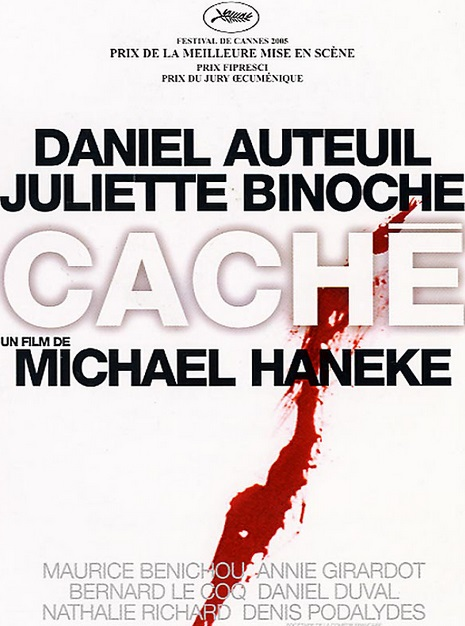 FESTIVAL DE CANNES 2005
PRIX DE LA MEILLEURE MISE EN SCÈNE
PRIX FIPRESCI
PRIX DU JURY ŒCUMÉNIQUE
DANIEL AUTEUIL
JULIETTE BINOCHE
CACHÉ
UN FILM DE
MICHAEL HANEKE
MAURICE BENICHOU ANNIE GIRARDOT
BERNARD LE COQ DANIEL DUVAL
NATHALIE RICHARD DENIS PODALYDES